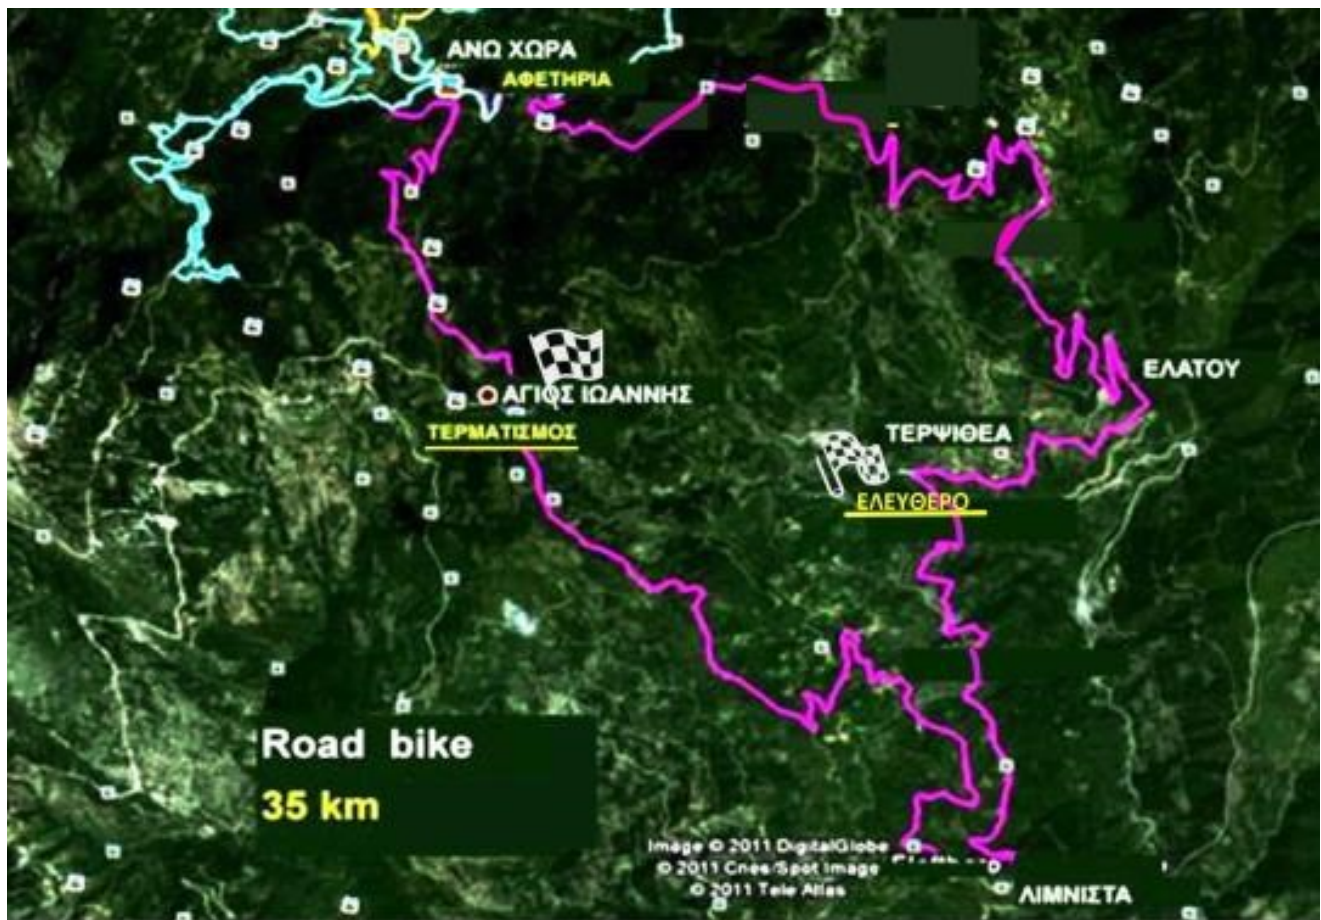 ΑΝΩ ΧΩΡΑ
ΑΦΕΤΗΡΙΑ
ΕΛΑΤΟΥ
ΑΓΙΟΣ ΙΩΑΝΝΗΣ
ΤΕΡΜΑΤΙΣΜΟΣ
ΤΕΡΨΙΘΕΑ
ΕΛΕΥΘΕΡΟ
Road bike
35 km
Image © 2011 DigitalGlobe
© 2011 Cnes/Spot Image
© 2011 Tele Atlas
ΛΙΜΝΙΣΤΑ